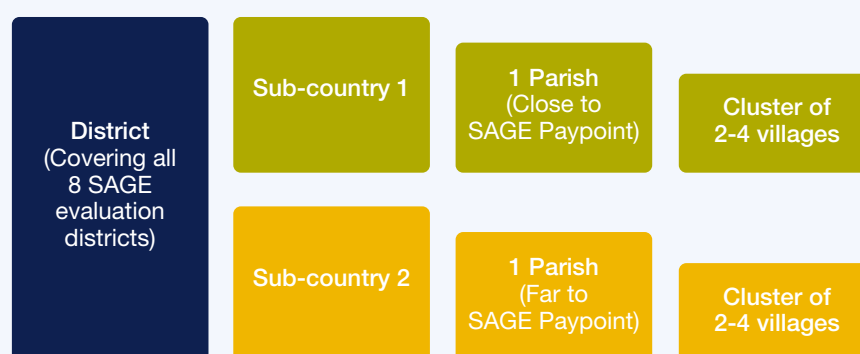 District
(Covering all
8 SAGE
evaluation
districts)
Sub-country 1
1 Parish
(Close to
SAGE Paypoint)
Cluster of
2-4 villages
Sub-country 2
1 Parish
(Far to
SAGE Paypoint)
Cluster of
2-4 villages